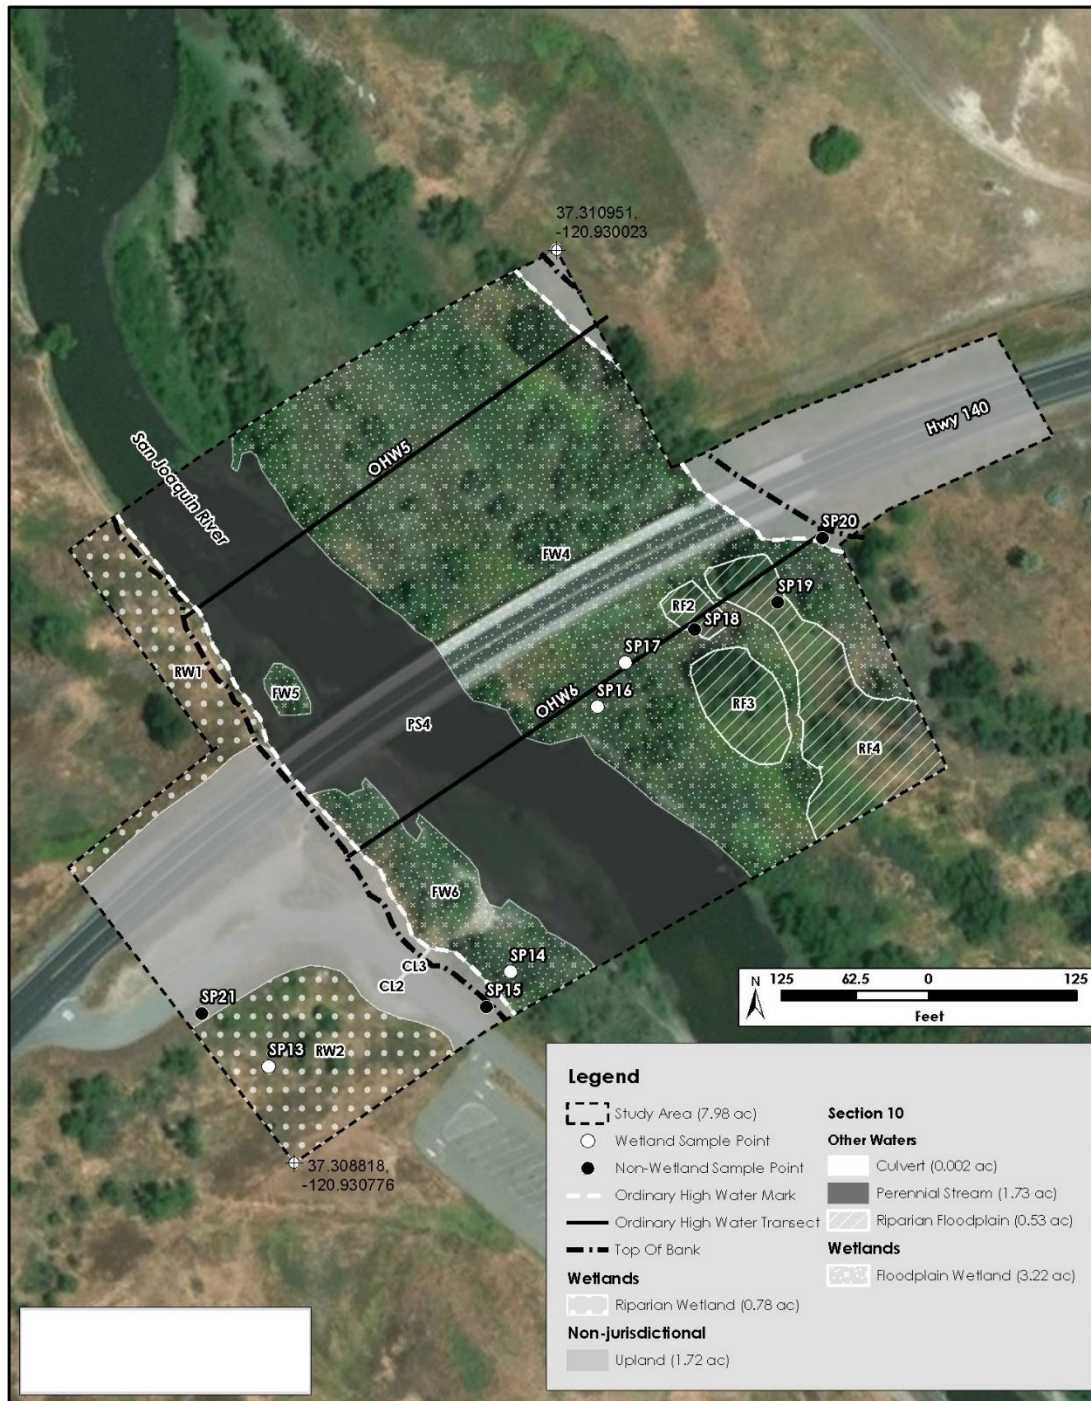 37.310951,
-120.930023
Hwy 140
San Joaquin River
OHW5
SP20
FW4
SP19
RF2
SP18
SP17
RW1
FW5
OHW6
SP16
RF3
PS4
RF4
FW6
SP14
CL3
CL2
SP15
SP21
SP13
RW2
37.308818,
-120.930776
N
125 62.5 0 125
Feet
Legend
Study Area (7.98 ac)
Wetland Sample Point
Non-Wetland Sample Point
Ordinary High Water Mark
Ordinary High Water Transect
Top Of Bank
Wetlands
Riparian Wetland (0.78 ac)
Non-jurisdictional
Upland (1.72 ac)
Section 10
Other Waters
Culvert (0.002 ac)
Perennial Stream (1.73 ac)
Riparian Floodplain (0.53 ac)
Wetlands
Floodplain Wetland (3.22 ac)